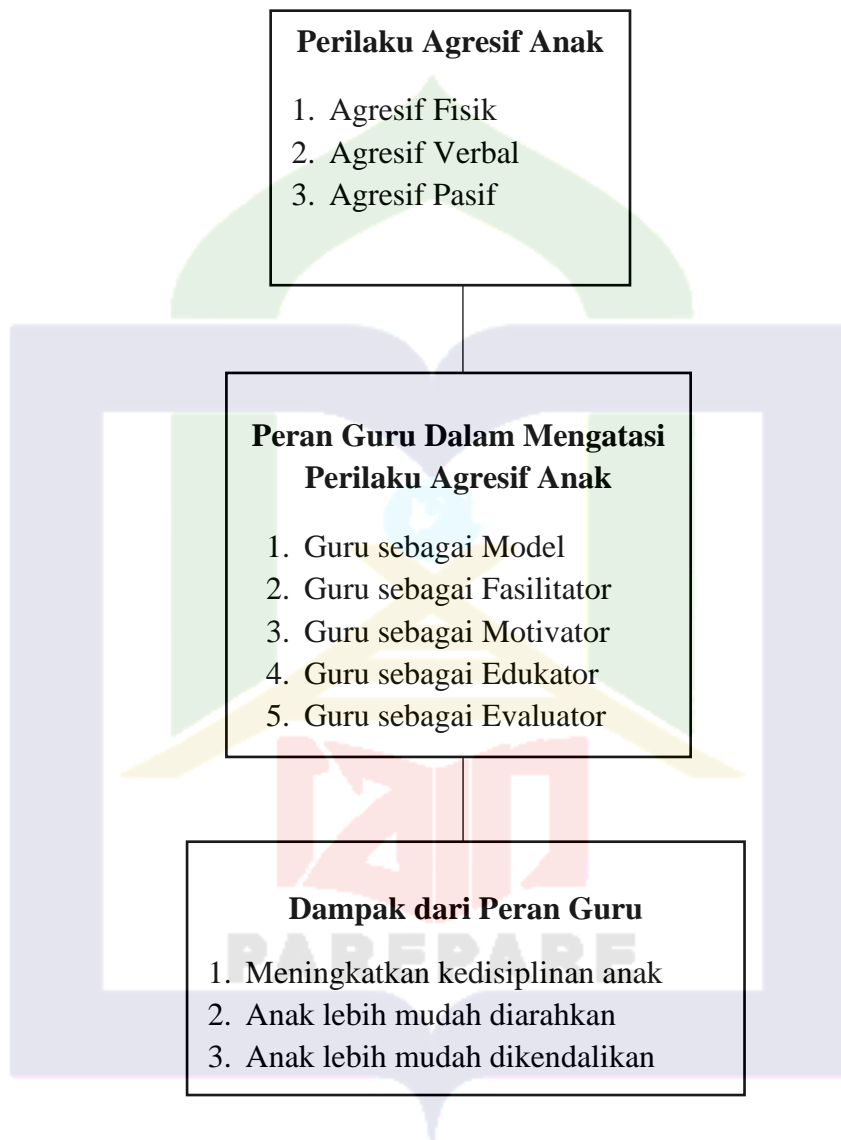 Perilaku Agresif Anak
1. Agresif Fisik
2. Agresif Verbal
3. Agresif Pasif
Peran Guru Dalam Mengatasi
Perilaku Agresif Anak
1. Guru sebagai Model
2. Guru sebagai Fasilitator
3. Guru sebagai Motivator
4. Guru sebagai Edukator
5. Guru sebagai Evaluator
Dampak dari Peran Guru
PAREPARE
1. Meningkatkan kedisiplinan anak
2. Anak lebih mudah diarahkan
3. Anak lebih mudah dikendalikan